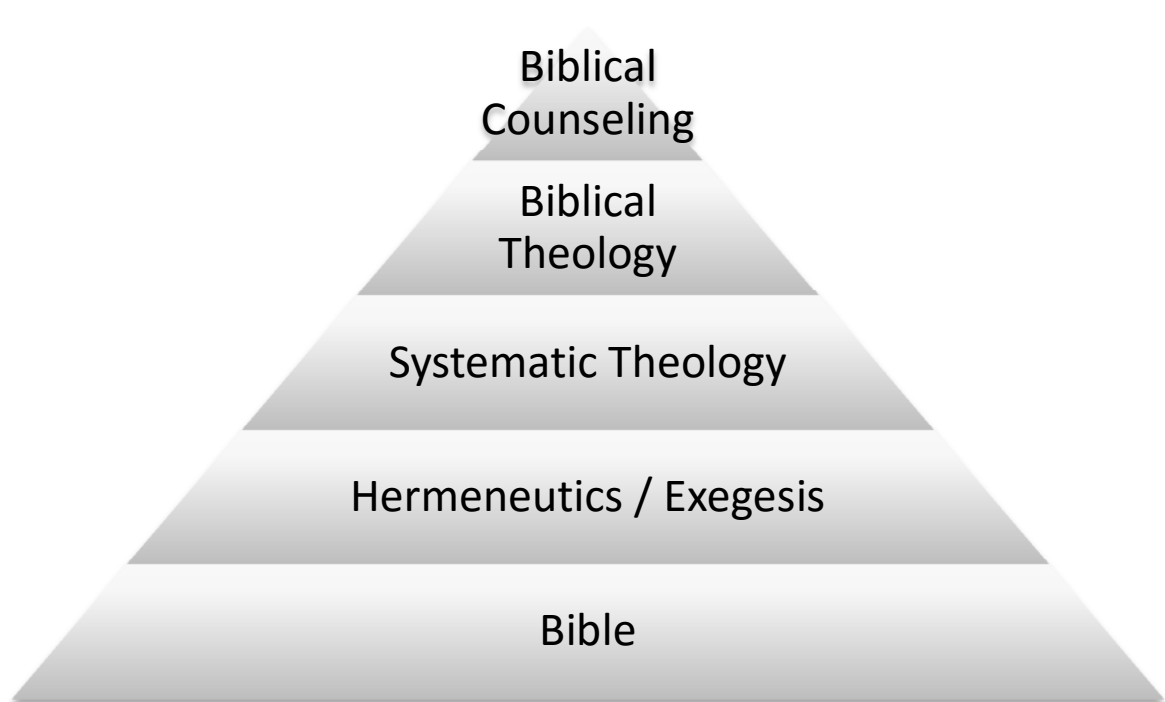 Biblical
Counseling
Biblical
Theology
Systematic Theology
Hermeneutics / Exegesis
Bible